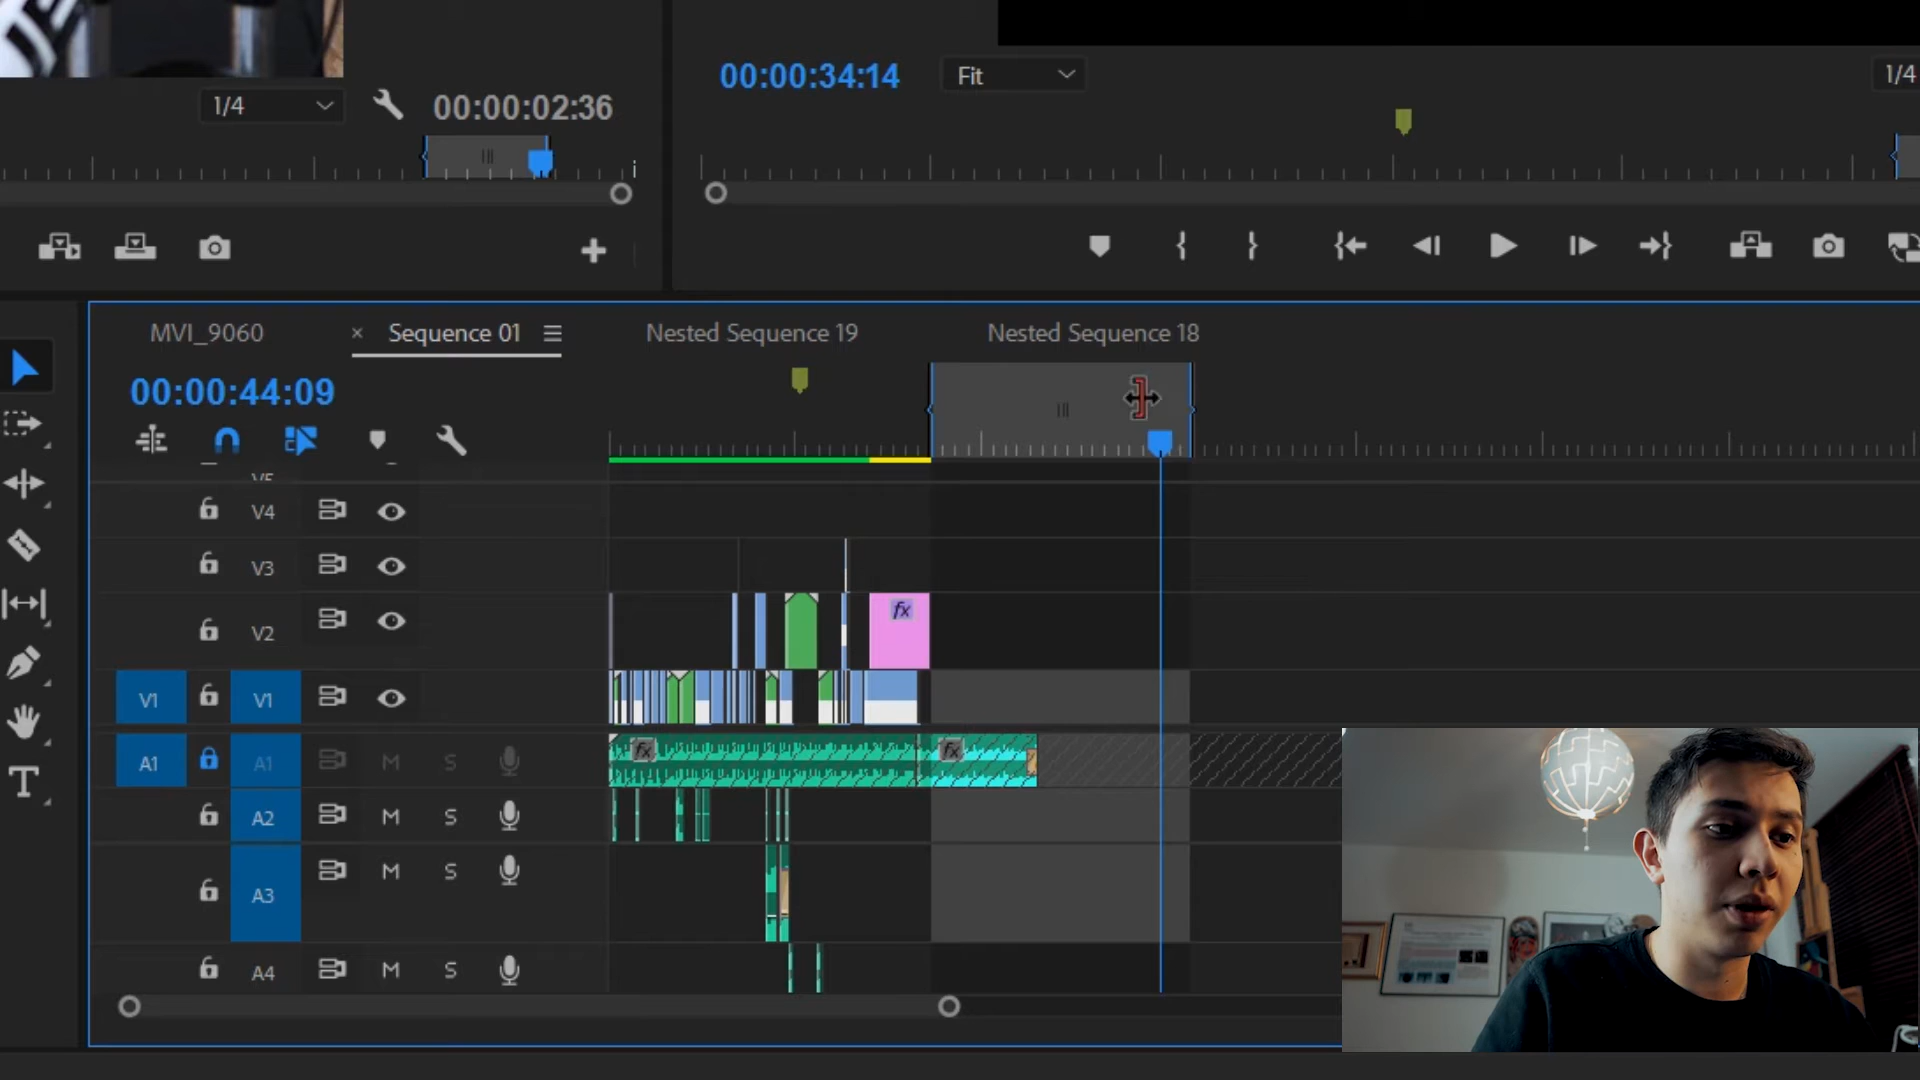 00:00:34:14
Fit
1/4
1/4
00:00:02:36
MVI_9060
× Sequence 01
Nested Sequence 19
Nested Sequence 18
00:00:44:09
V4
V3
fx
V2
V1 V1
A1 A1 M S fx fx
A2 M S
A3 M S
A4 M S
T